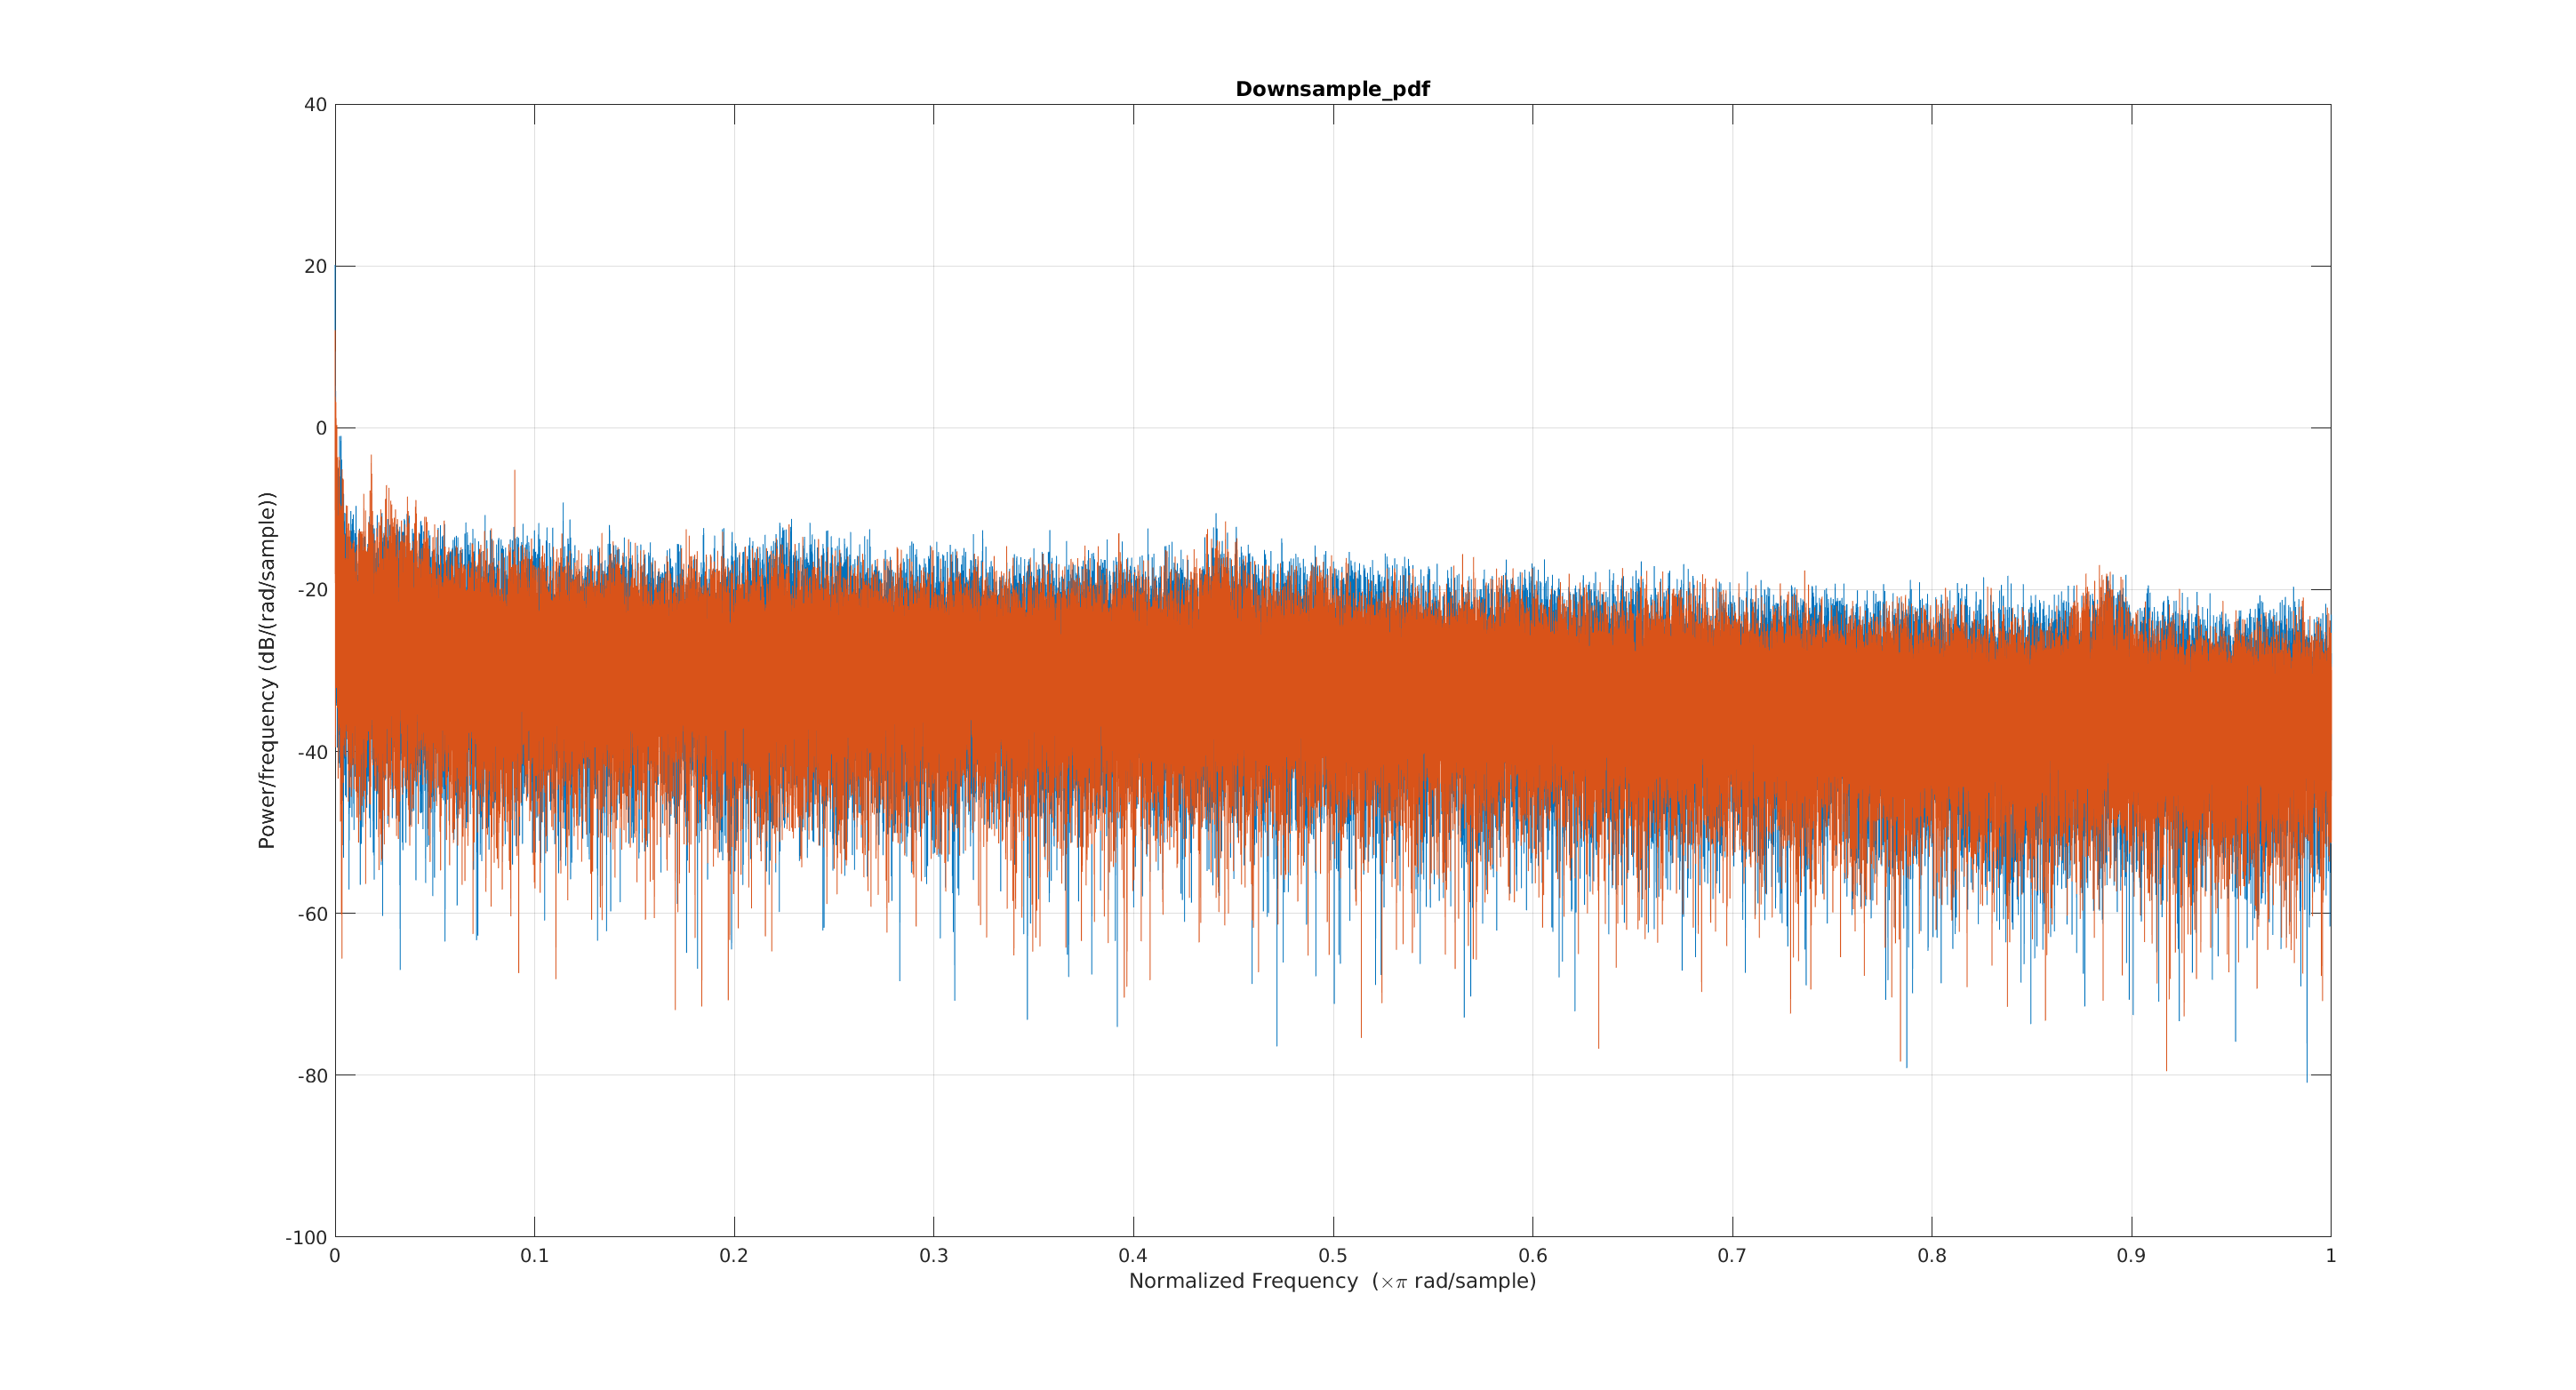 Downsample_pdf
40
20
0
-20
-40
-60
-80
-100
Power/frequency (dB/(rad/sample))
0 0.1 0.2 0.3 0.4 0.5 0.6 0.7 0.8 0.9 1
Normalized Frequency (×π rad/sample)